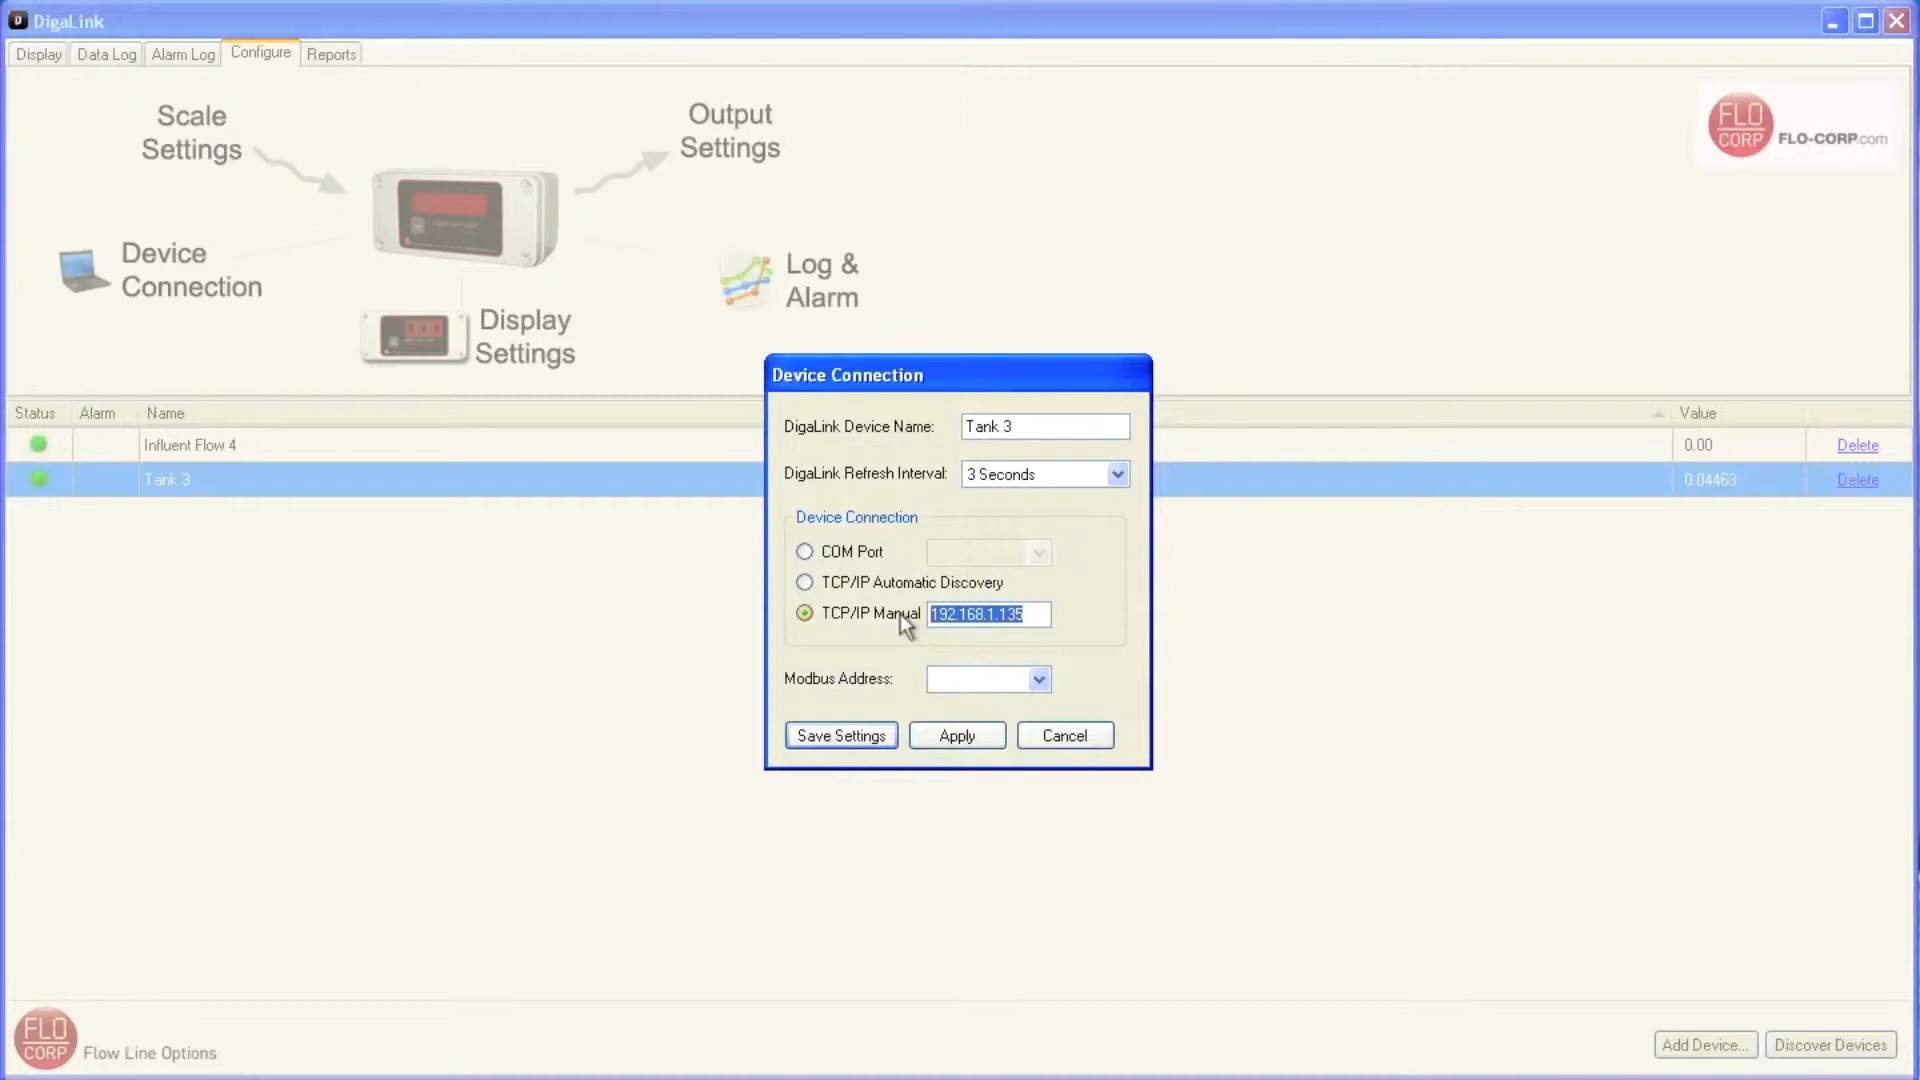 D DigaLink
Display Data Log Alarm Log Configure Reports
Scale
Settings
Output
Settings
FLO
CORP
FLO-CORP.com
Device
Connection
Log &
Alarm
Display
Settings
Device Connection
Status Alarm Name Value
Influent Flow 4 0.00 Delete
Tank 3 0.04463 Delete
DigaLink Device Name: Tank 3
DigaLink Refresh Interval: 3 Seconds
Device Connection
COM Port
TCP/IP Automatic Discovery
TCP/IP Manual 192.168.1.135
Modbus Address:
Save Settings Apply Cancel
FLO
CORP
Flow Line Options
Add Device... Discover Devices